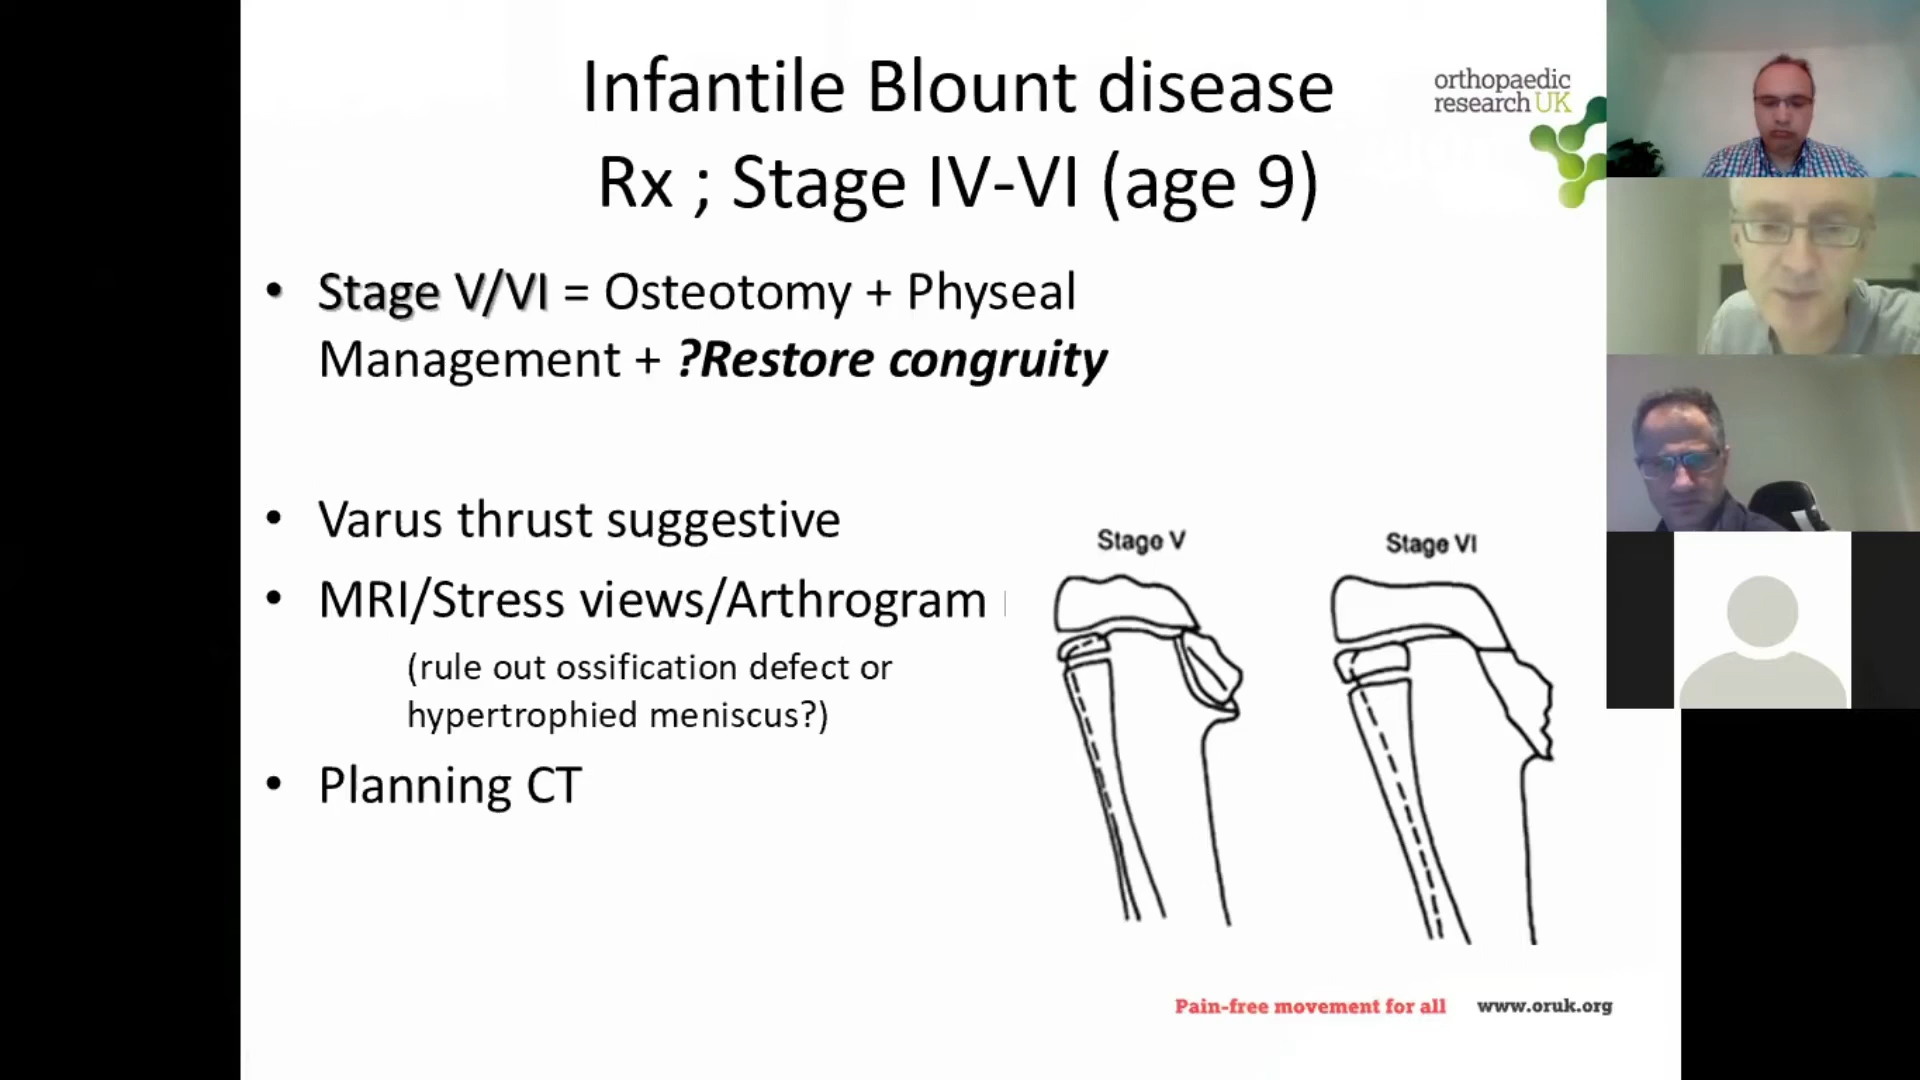 Infantile Blount disease
Rx ; Stage IV-VI (age 9)
orthopaedic
research UK
• Stage V/VI = Osteotomy + Physeal
Management + ?Restore congruity
• Varus thrust suggestive
• MRI/Stress views/Arthrogram
(rule out ossification defect or
hypertrophied meniscus?)
• Planning CT
Stage V
Stage VI
Pain-free movement for all www.oruk.org